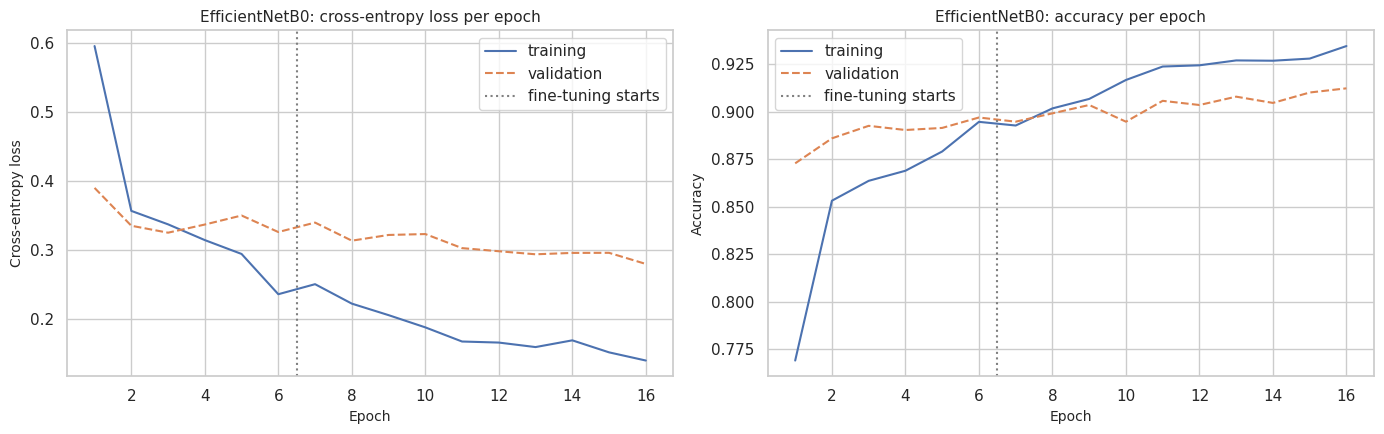 EfficientNetB0: cross-entropy loss per epoch
0.6
0.5
0.4
0.3
0.2
Cross-entropy loss
training
validation
fine-tuning starts
2 4 6 8 10 12 14 16
Epoch
EfficientNetB0: accuracy per epoch
0.925
0.900
0.875
0.850
0.825
0.800
0.775
Accuracy
training
validation
fine-tuning starts
2 4 6 8 10 12 14 16
Epoch